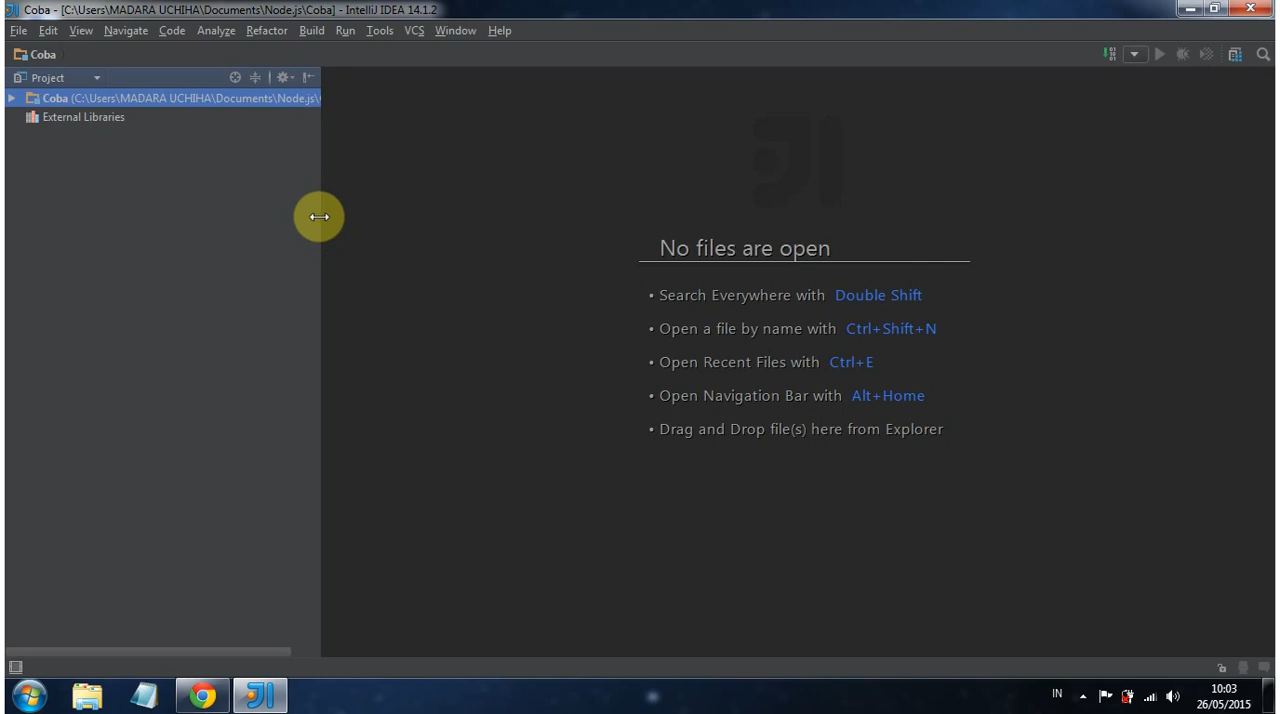 Coba - [C:\Users\MADARA UCHIHA\Documents\Node.js\Coba] - IntelliJ IDEA 14.1.2
File Edit View Navigate Code Analyze Refactor Build Run Tools VCS Window Help
Coba
Project
Coba (C:\Users\MADARA UCHIHA\Documents\Node.js\
External Libraries
No files are open
• Search Everywhere with Double Shift
• Open a file by name with Ctrl+Shift+N
• Open Recent Files with Ctrl+E
• Open Navigation Bar with Alt+Home
• Drag and Drop file(s) here from Explorer
IN
10:03
26/05/2015